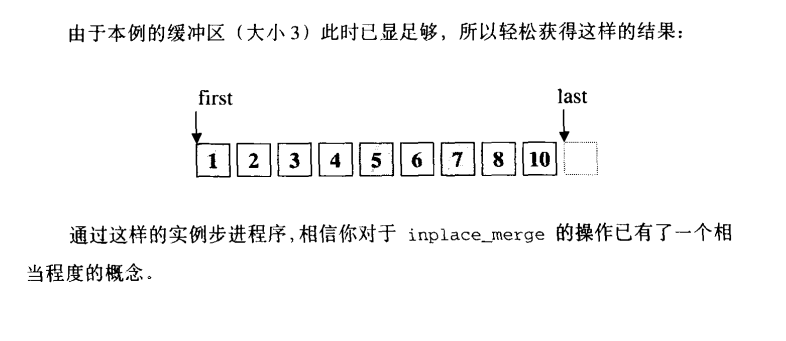 由于本例的缓冲区（大小3）此时已显足够，所以轻松获得这样的结果：
first last
1 2 3 4 5 6 7 8 10
通过这样的实例步进程序，相信你对于 inplace_merge 的操作已有了一个相
当程度的概念。